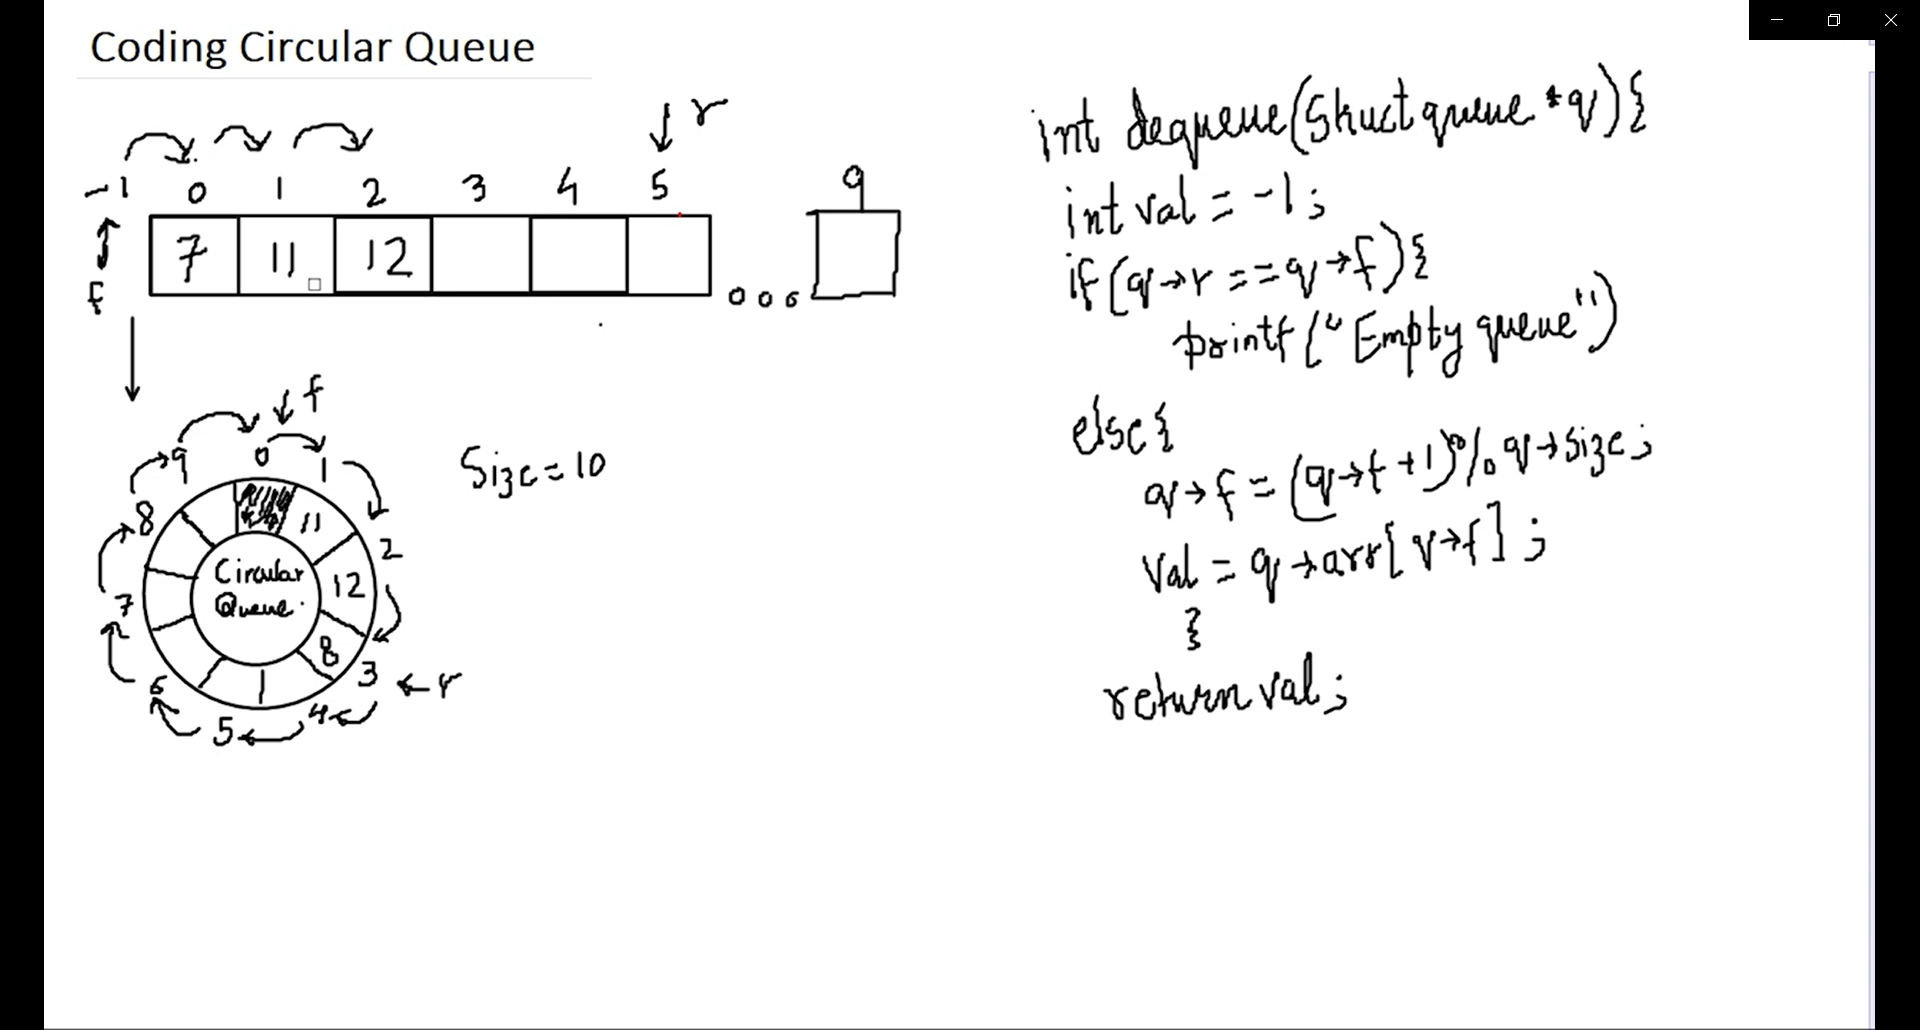 Coding Circular Queue
r
-1 0 1 2 3 4 5 9
7 11 12
f
f
Size = 10
0
1
2
3
4
5
6
7
8
9
11
12
8
r
Circular
Queue
int dequeue(struct queue *q){
int val = -1;
if(q→r == q→f){
printf("Empty queue")
else{
q→f = (q→f+1)%q→size;
val = q→arr[q→f];
}
return val;